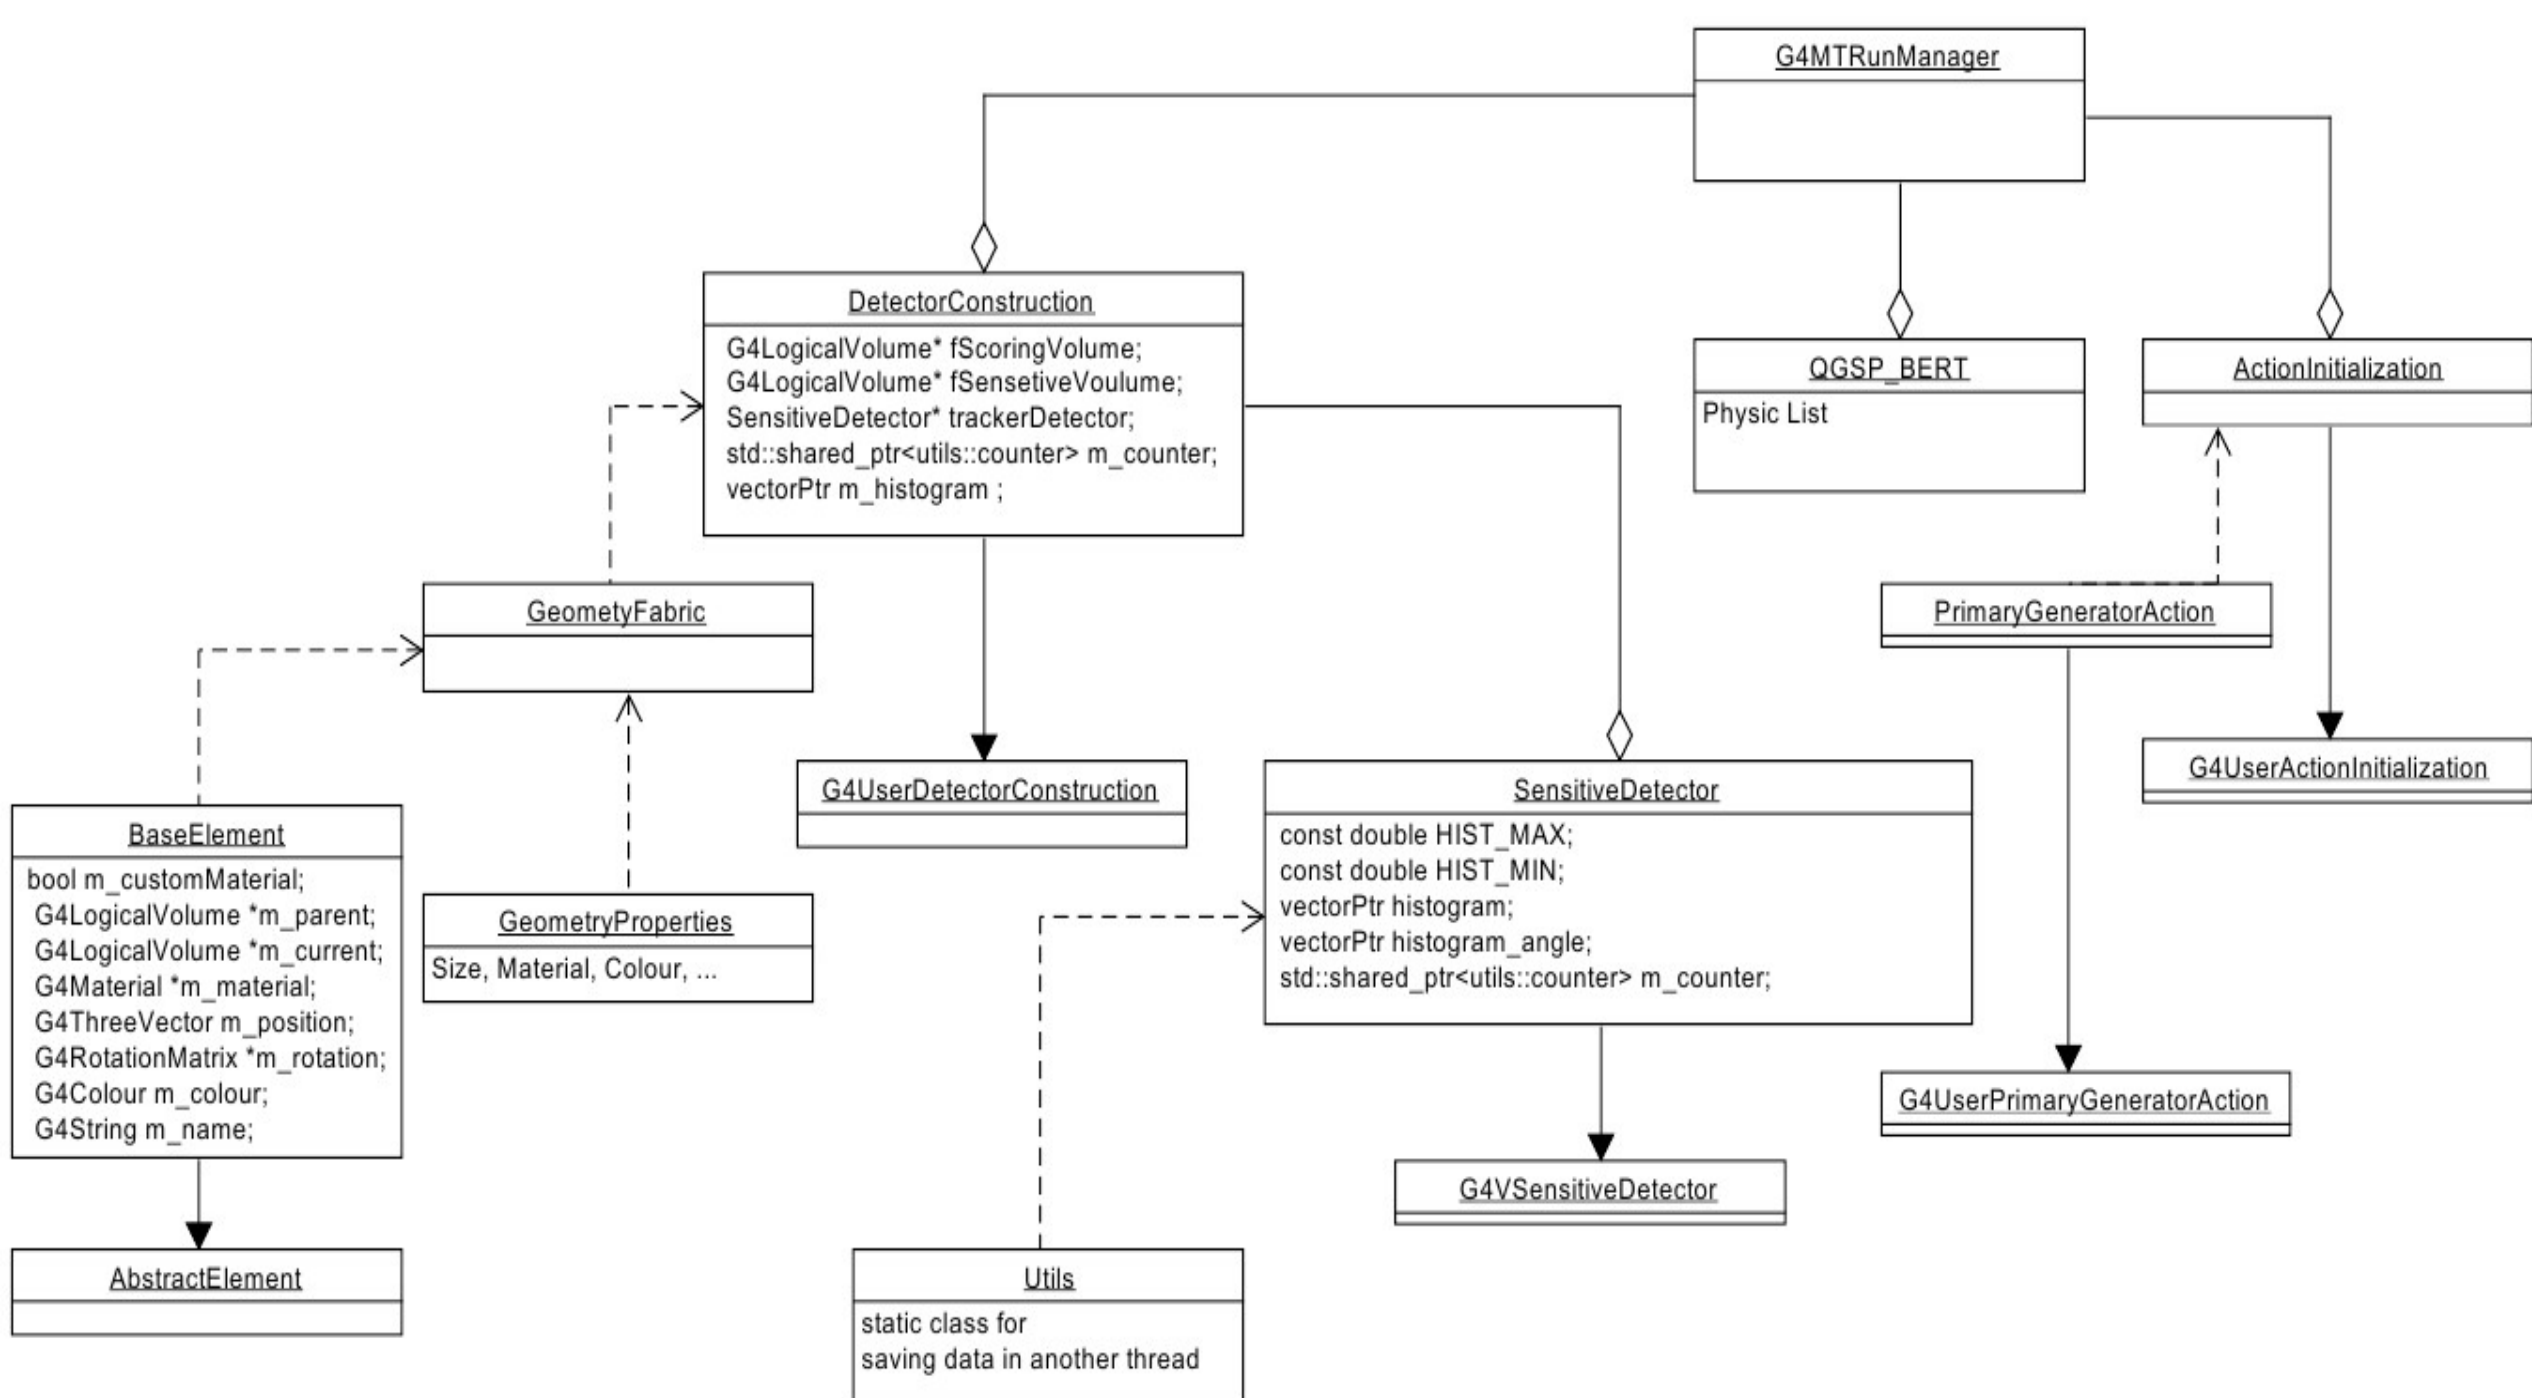 G4MTRunManager
DetectorConstruction
G4LogicalVolume* fScoringVolume;
G4LogicalVolume* fSensetiveVoulume;
SensitiveDetector* trackerDetector;
std::shared_ptr<utils::counter> m_counter;
vectorPtr m_histogram ;
QGSP_BERT
Physic List
ActionInitialization
GeometyFabric
PrimaryGeneratorAction
G4UserDetectorConstruction
SensitiveDetector
const double HIST_MAX;
const double HIST_MIN;
vectorPtr histogram;
vectorPtr histogram_angle;
std::shared_ptr<utils::counter> m_counter;
G4UserActionInitialization
BaseElement
bool m_customMaterial;
G4LogicalVolume *m_parent;
G4LogicalVolume *m_current;
G4Material *m_material;
G4ThreeVector m_position;
G4RotationMatrix *m_rotation;
G4Colour m_colour;
G4String m_name;
GeometryProperties
Size, Material, Colour, ...
G4UserPrimaryGeneratorAction
G4VSensitiveDetector
AbstractElement
Utils
static class for
saving data in another thread